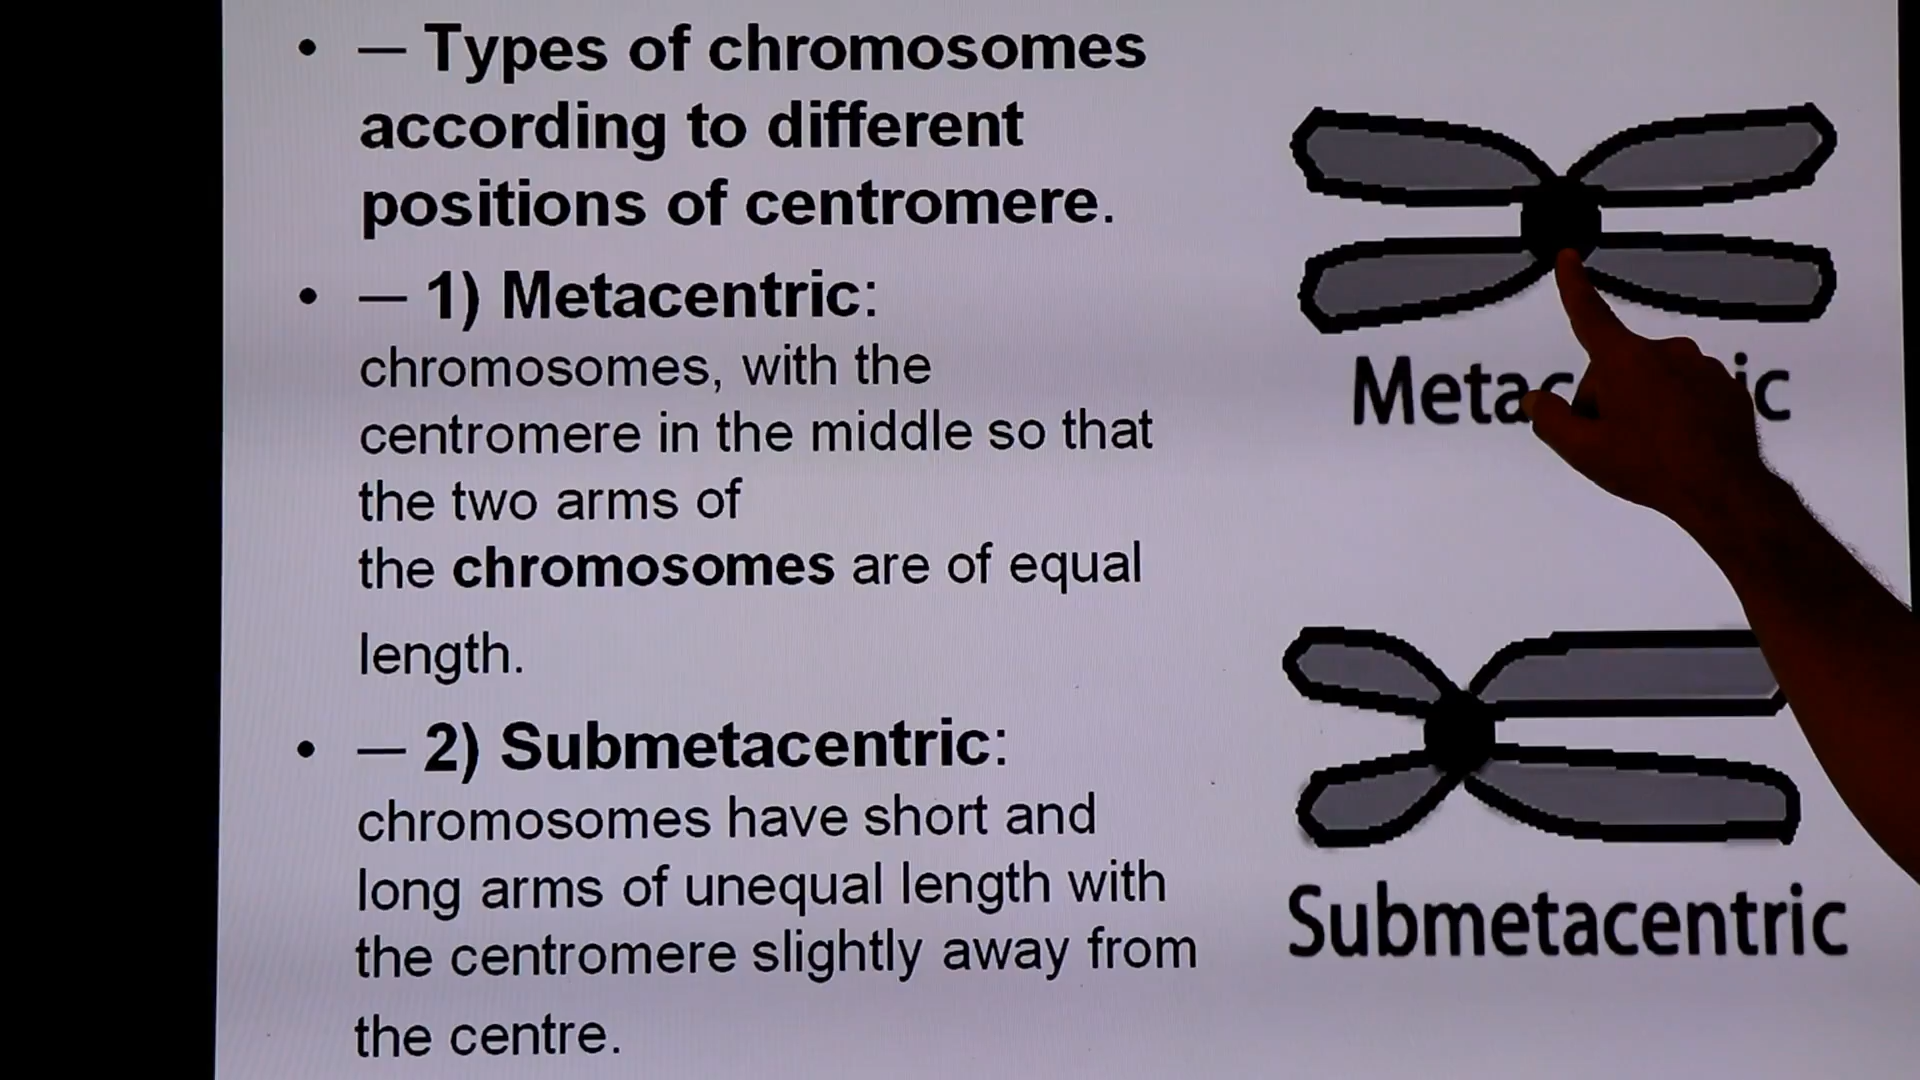 • — Types of chromosomes
according to different
positions of centromere.
• — 1) Metacentric:
chromosomes, with the
centromere in the middle so that
the two arms of
the chromosomes are of equal
length.
• — 2) Submetacentric:
chromosomes have short and
long arms of unequal length with
the centromere slightly away from
the centre.
Submetacentric